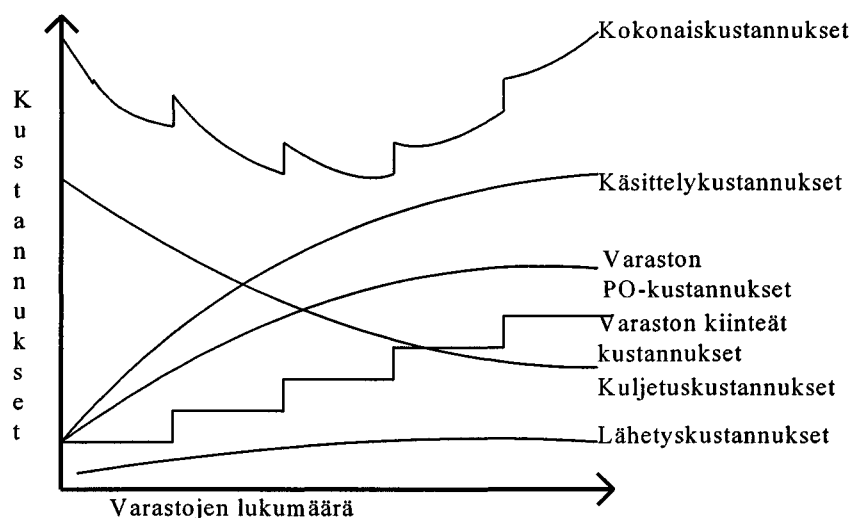 Kokonaiskustannukset
Kustannukset
Käsittelykustannukset
Varaston
PO-kustannukset
Varaston kiinteät
kustannukset
Kuljetuskustannukset
Lähetyskustannukset
Varastojen lukumäärä